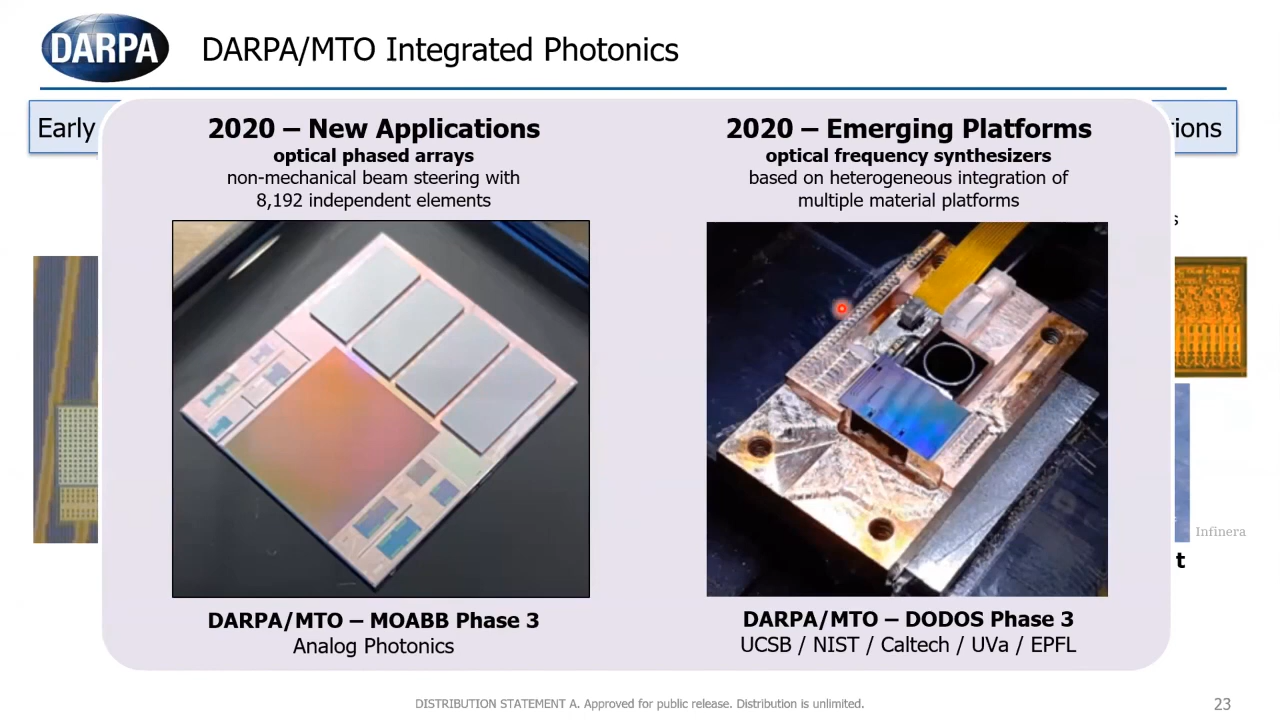 DARPA
DARPA/MTO Integrated Photonics
Early
2020 – New Applications
optical phased arrays
non-mechanical beam steering with
8,192 independent elements
DARPA/MTO – MOABB Phase 3
Analog Photonics
2020 – Emerging Platforms
optical frequency synthesizers
based on heterogeneous integration of
multiple material platforms
DARPA/MTO – DODOS Phase 3
UCSB / NIST / Caltech / UVa / EPFL
ions
s
Infinera
t
DISTRIBUTION STATEMENT A. Approved for public release. Distribution is unlimited.
23